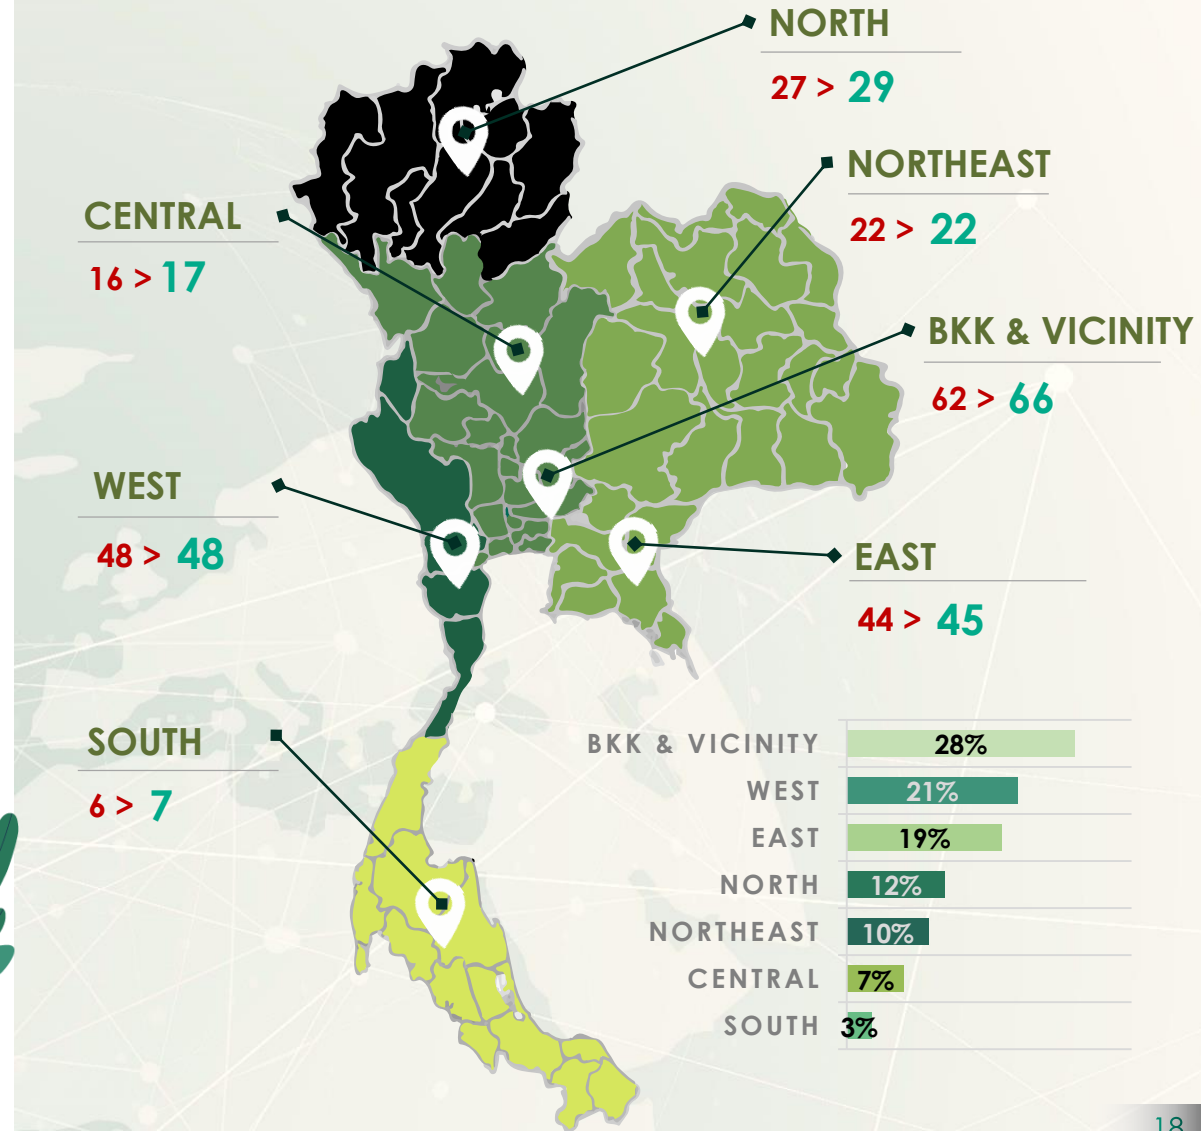 NORTH
27 > 29
NORTHEAST
22 > 22
CENTRAL
16 > 17
BKK & VICINITY
62 > 66
WEST
48 > 48
EAST
44 > 45
SOUTH
6 > 7
BKK & VICINITY 28%
WEST 21%
EAST 19%
NORTH 12%
NORTHEAST 10%
CENTRAL 7%
SOUTH 3%
18